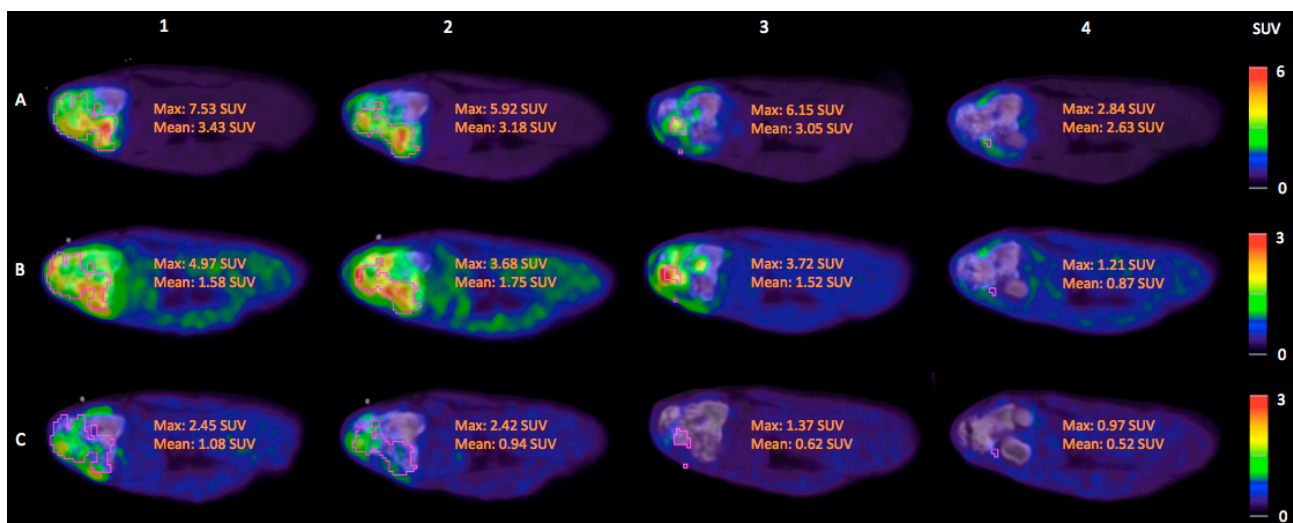 1 2 3 4 SUV
6
A
Max: 7.53 SUV
Mean: 3.43 SUV
Max: 5.92 SUV
Mean: 3.18 SUV
Max: 6.15 SUV
Mean: 3.05 SUV
Max: 2.84 SUV
Mean: 2.63 SUV
0
3
B
Max: 4.97 SUV
Mean: 1.58 SUV
Max: 3.68 SUV
Mean: 1.75 SUV
Max: 3.72 SUV
Mean: 1.52 SUV
Max: 1.21 SUV
Mean: 0.87 SUV
0
3
C
Max: 2.45 SUV
Mean: 1.08 SUV
Max: 2.42 SUV
Mean: 0.94 SUV
Max: 1.37 SUV
Mean: 0.62 SUV
Max: 0.97 SUV
Mean: 0.52 SUV
0